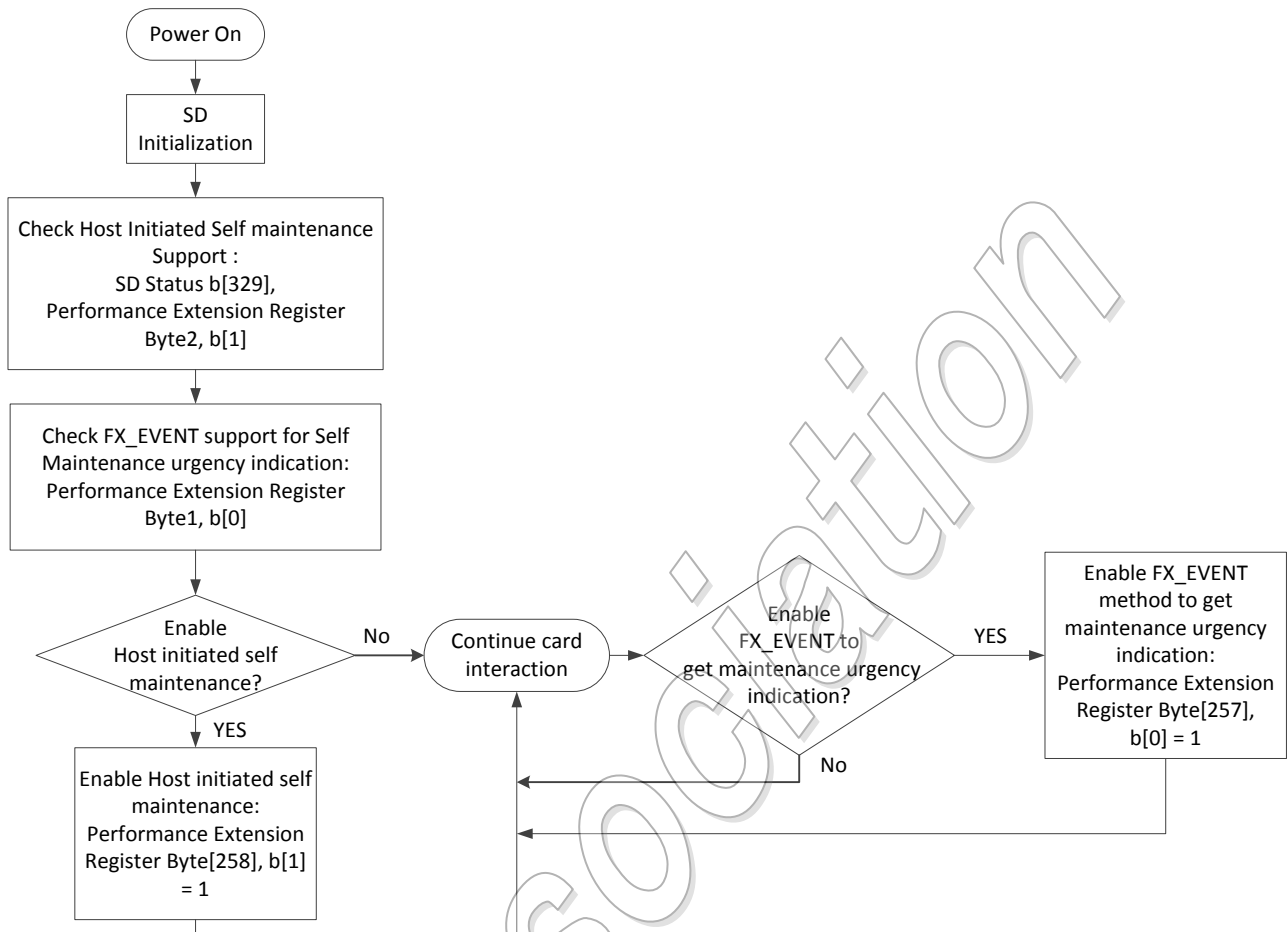 Power On
SD
Initialization
Check Host Initiated Self maintenance
Support :
SD Status b[329],
Performance Extension Register
Byte2, b[1]
Check FX_EVENT support for Self
Maintenance urgency indication:
Performance Extension Register
Byte1, b[0]
Enable
Host initiated self
maintenance?
No
YES
Continue card
interaction
Enable
FX_EVENT to
get maintenance urgency
indication?
YES
No
Enable FX_EVENT
method to get
maintenance urgency
indication:
Performance Extension
Register Byte[257],
b[0] = 1
Enable Host initiated self
maintenance:
Performance Extension
Register Byte[258], b[1]
= 1
sociation